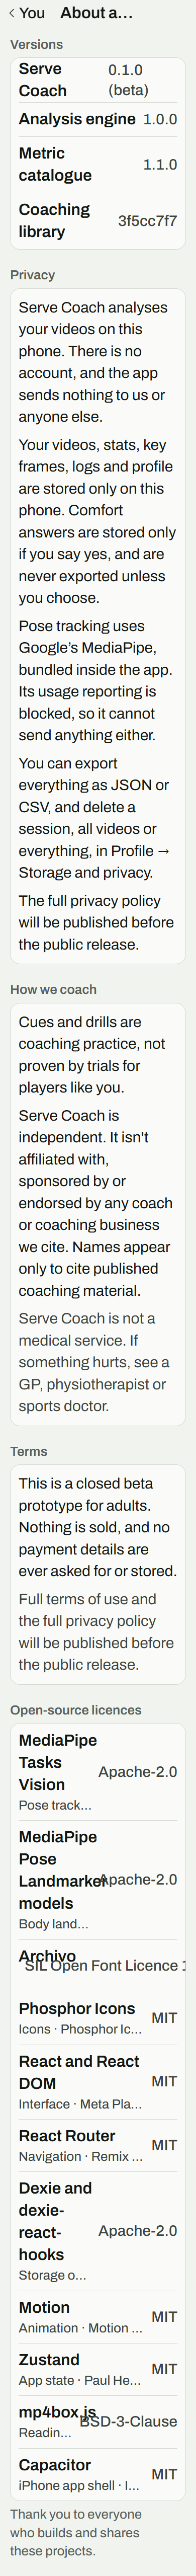 You About a...
Versions
Serve 0.1.0
Coach (beta)
Analysis engine 1.0.0
Metric
catalogue 1.1.0
Coaching
library 3f5cc7f7
Privacy
Serve Coach analyses
your videos on this
phone. There is no
account, and the app
sends nothing to us or
anyone else.
Your videos, stats, key
frames, logs and profile
are stored only on this
phone. Comfort
answers are stored only
if you say yes, and are
never exported unless
you choose.
Pose tracking uses
Google's MediaPipe,
bundled inside the app.
Its usage reporting is
blocked, so it cannot
send anything either.
You can export
everything as JSON or
CSV, and delete a
session, all videos or
everything, in Profile →
Storage and privacy.
The full privacy policy
will be published before
the public release.
How we coach
Cues and drills are
coaching practice, not
proven by trials for
players like you.
Serve Coach is
independent. It isn't
affiliated with,
sponsored by or
endorsed by any coach
or coaching business
we cite. Names appear
only to cite published
coaching material.
Serve Coach is not a
medical service. If
something hurts, see a
GP, physiotherapist or
sports doctor.
Terms
This is a closed beta
prototype for adults.
Nothing is sold, and no
payment details are
ever asked for or stored.
Full terms of use and
the full privacy policy
will be published before
the public release.
Open-source licences
MediaPipe
Tasks
Vision Apache-2.0
Pose track...
MediaPipe
Pose
Landmarker Apache-2.0
models
Body land...
Archivo
SIL Open Font Licence 1
Phosphor Icons MIT
Icons · Phosphor Ic...
React and React
DOM MIT
Interface · Meta Pla...
React Router MIT
Navigation · Remix ...
Dexie and
dexie-
react-
hooks Apache-2.0
Storage o...
Motion MIT
Animation · Motion ...
Zustand MIT
App state · Paul He...
mp4box.js BSD-3-Clause
Readin...
Capacitor MIT
iPhone app shell · I...
Thank you to everyone
who builds and shares
these projects.